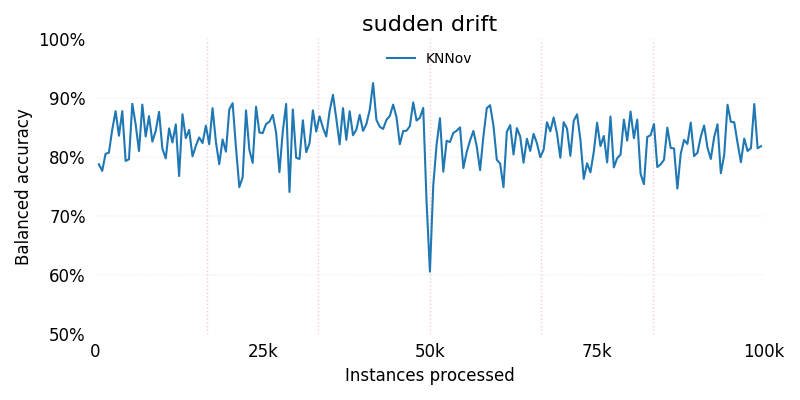 sudden drift
KNNov
Balanced accuracy
100%
90%
80%
70%
60%
50%
0
25k
50k
75k
100k
Instances processed